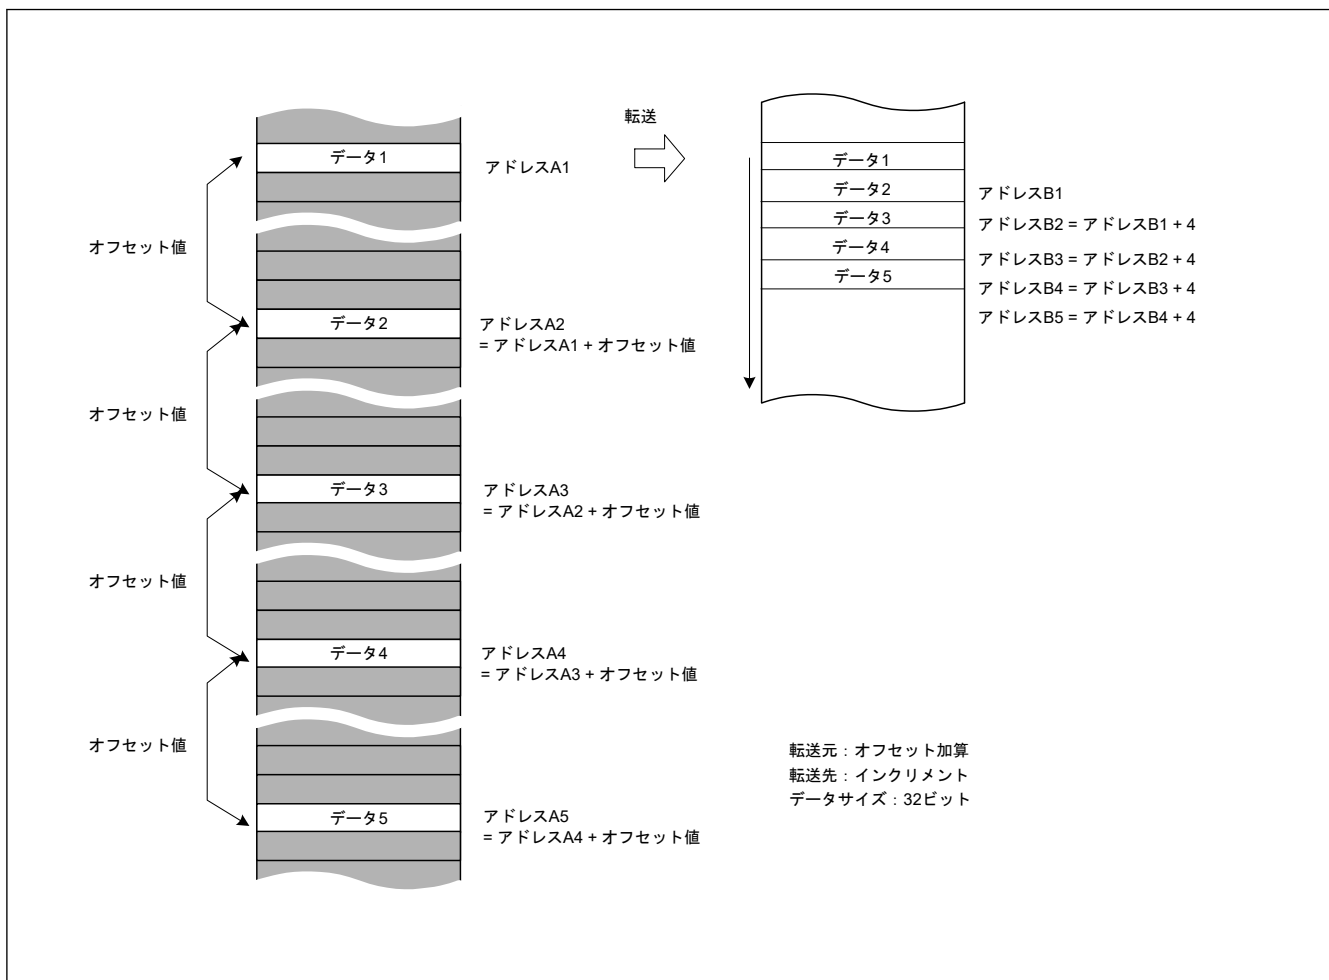 転送
データ1
アドレスA1
オフセット値
データ2
アドレスA2
= アドレスA1 + オフセット値
オフセット値
データ3
アドレスA3
= アドレスA2 + オフセット値
オフセット値
データ4
アドレスA4
= アドレスA3 + オフセット値
オフセット値
データ5
アドレスA5
= アドレスA4 + オフセット値
データ1
データ2
データ3
データ4
データ5
アドレスB1
アドレスB2 = アドレスB1 + 4
アドレスB3 = アドレスB2 + 4
アドレスB4 = アドレスB3 + 4
アドレスB5 = アドレスB4 + 4
転送元：オフセット加算
転送先：インクリメント
データサイズ：32ビット